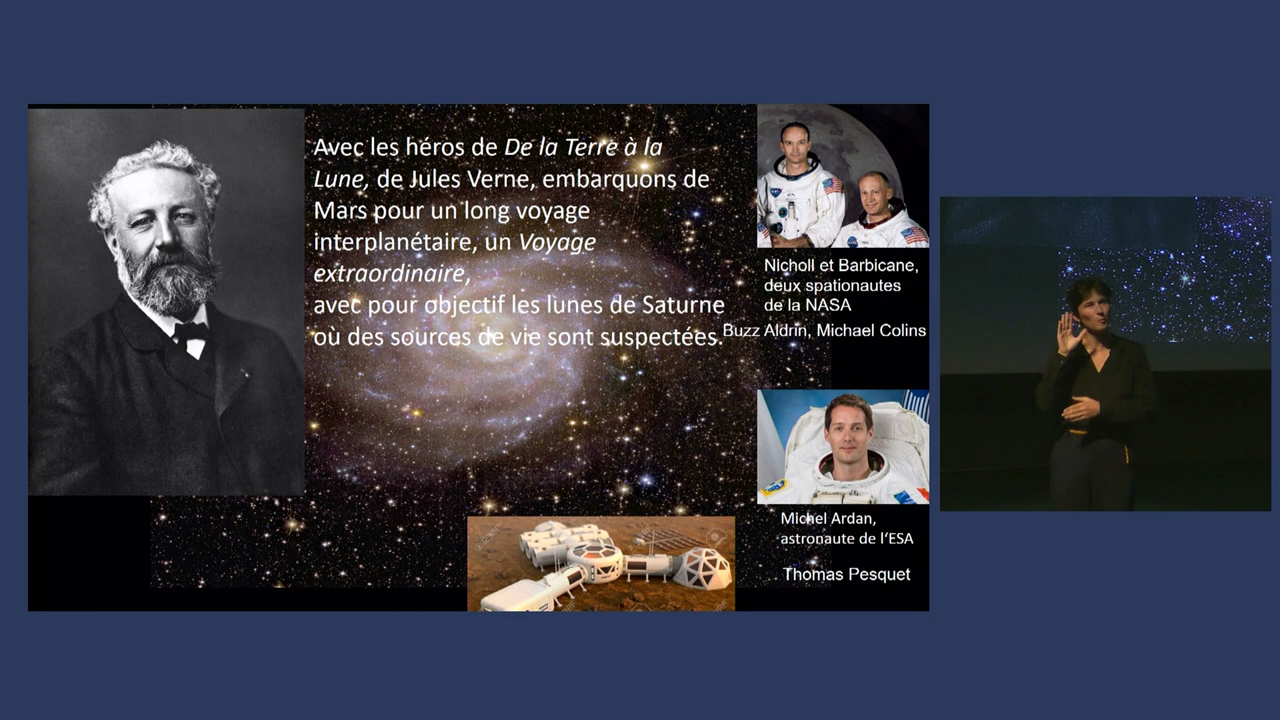 Avec les héros de De la Terre à la
Lune, de Jules Verne, embarquons de
Mars pour un long voyage
interplanétaire, un Voyage
extraordinaire,
avec pour objectif les lunes de Saturne
où des sources de vie sont suspectées.
Nicholl et Barbicane,
deux spationautes
de la NASA
Buzz Aldrin, Michael Colins
Michel Ardan,
astronaute de l'ESA
Thomas Pesquet